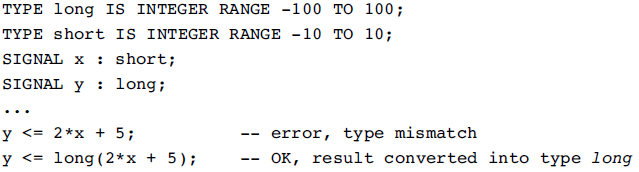 TYPE long IS INTEGER RANGE -100 TO 100;
TYPE short IS INTEGER RANGE -10 TO 10;
SIGNAL x : short;
SIGNAL y : long;
...
y <= 2*x + 5;           -- error, type mismatch
y <= long(2*x + 5);     -- OK, result converted into type long